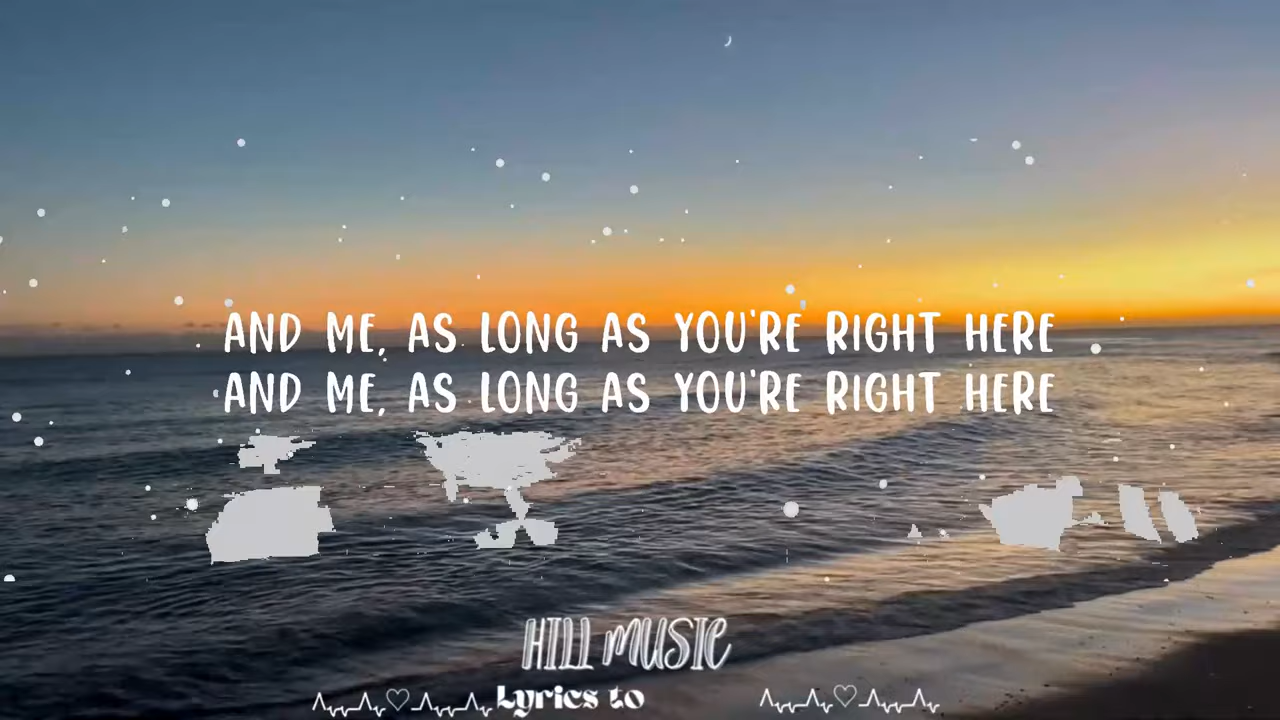 AND ME, AS LONG AS YOU'RE RIGHT HERE
AND ME, AS LONG AS YOU'RE RIGHT HERE
HILL MUSIC
Lyrics to